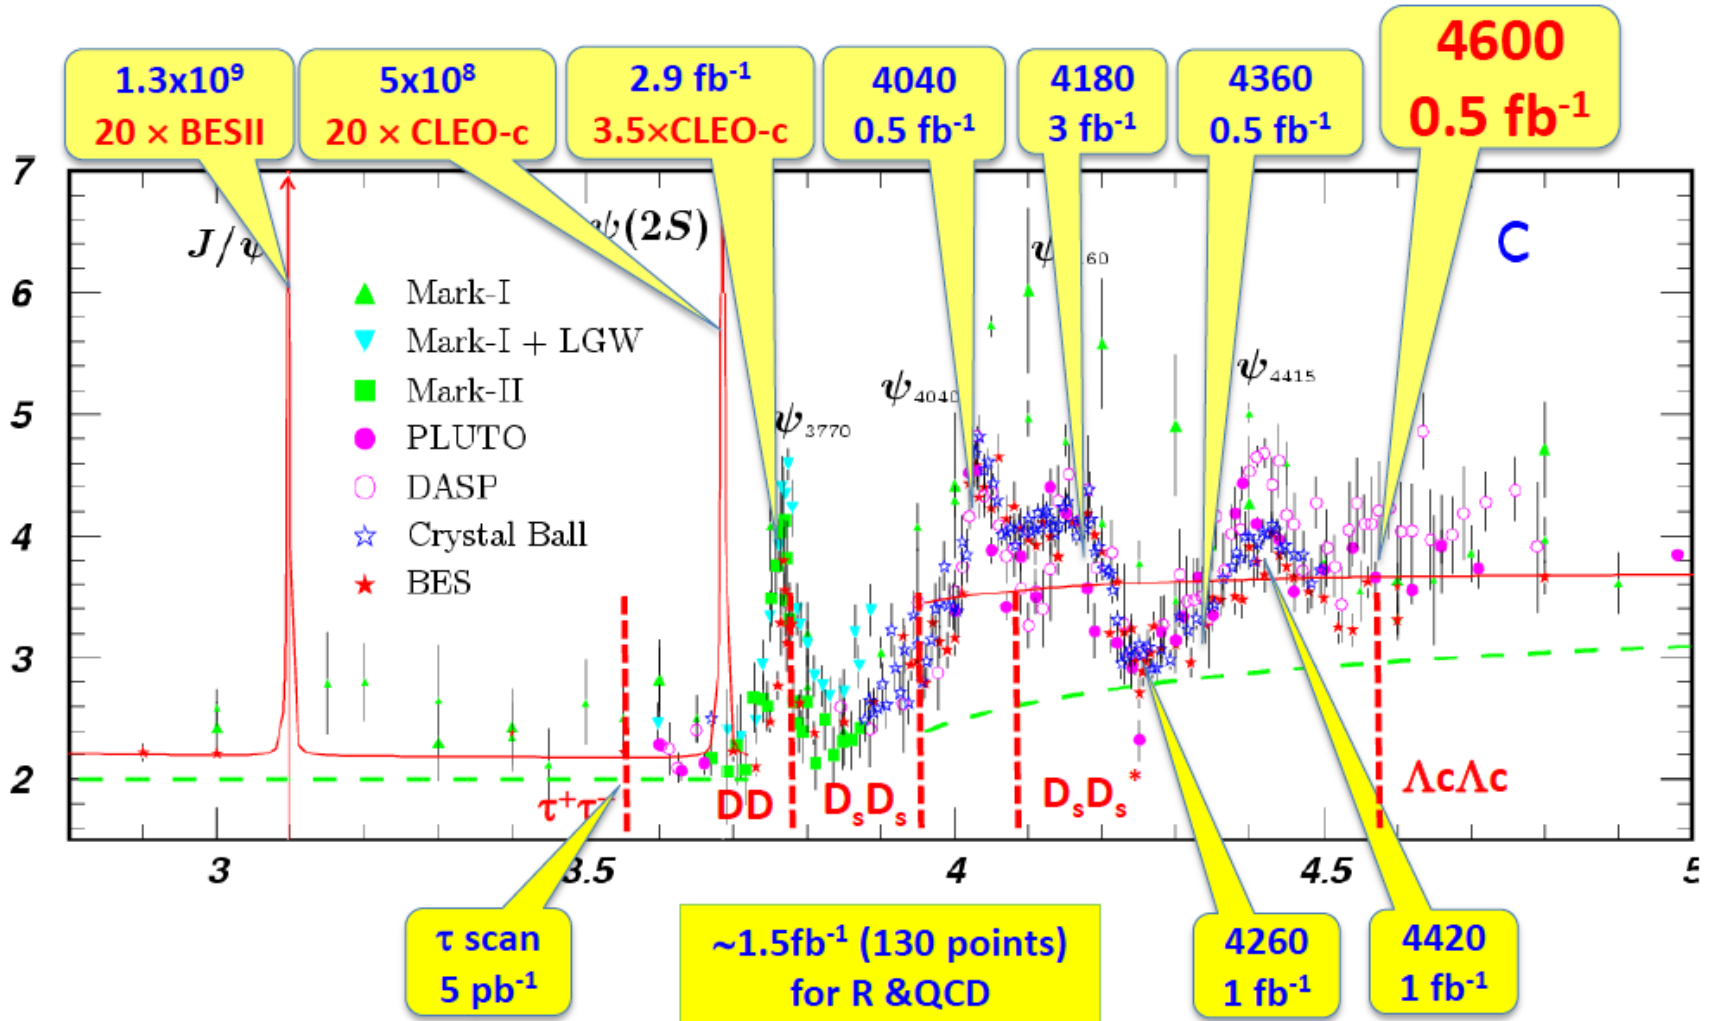 1.3x10⁹
20 × BESII
5x10⁸
20 × CLEO-c
2.9 fb⁻¹
3.5×CLEO-c
4040
0.5 fb⁻¹
4180
3 fb⁻¹
4360
0.5 fb⁻¹
4600
0.5 fb⁻¹
7
6
5
4
3
2
J/ψ
ψ(2S)
ψ₃₇₇₀
ψ₄₀₄₀
ψ 60
ψ₄₄₁₅
C
Mark-I
Mark-I + LGW
Mark-II
PLUTO
DASP
Crystal Ball
BES
τ⁺τ⁻
DD
DₛDₛ
DₛDₛ*
ΛcΛc
3
3.5
4
4.5
5
τ scan
5 pb⁻¹
~1.5fb⁻¹ (130 points)
for R &QCD
4260
1 fb⁻¹
4420
1 fb⁻¹